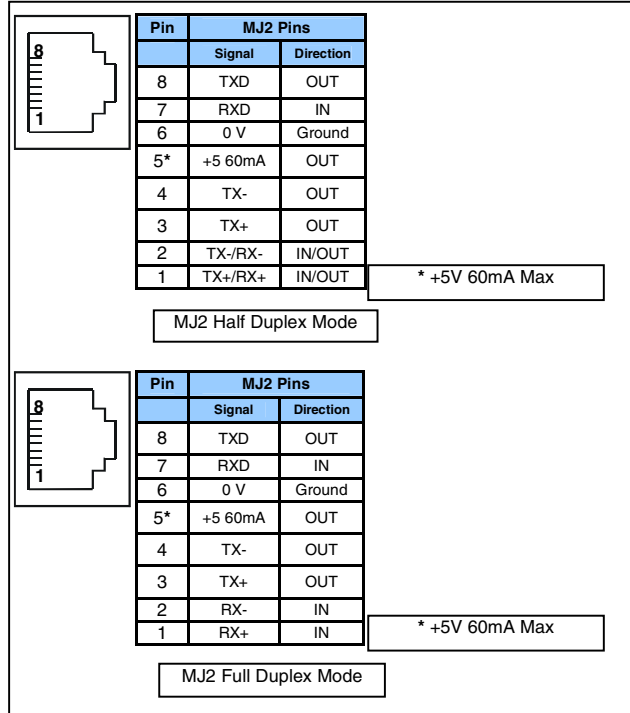 8
1
Pin MJ2 Pins
Signal Direction
8 TXD OUT
7 RXD IN
6 0 V Ground
5* +5 60mA OUT
4 TX- OUT
3 TX+ OUT
2 TX-/RX- IN/OUT
1 TX+/RX+ IN/OUT
* +5V 60mA Max
MJ2 Half Duplex Mode
8
1
Pin MJ2 Pins
Signal Direction
8 TXD OUT
7 RXD IN
6 0 V Ground
5* +5 60mA OUT
4 TX- OUT
3 TX+ OUT
2 RX- IN
1 RX+ IN
* +5V 60mA Max
MJ2 Full Duplex Mode